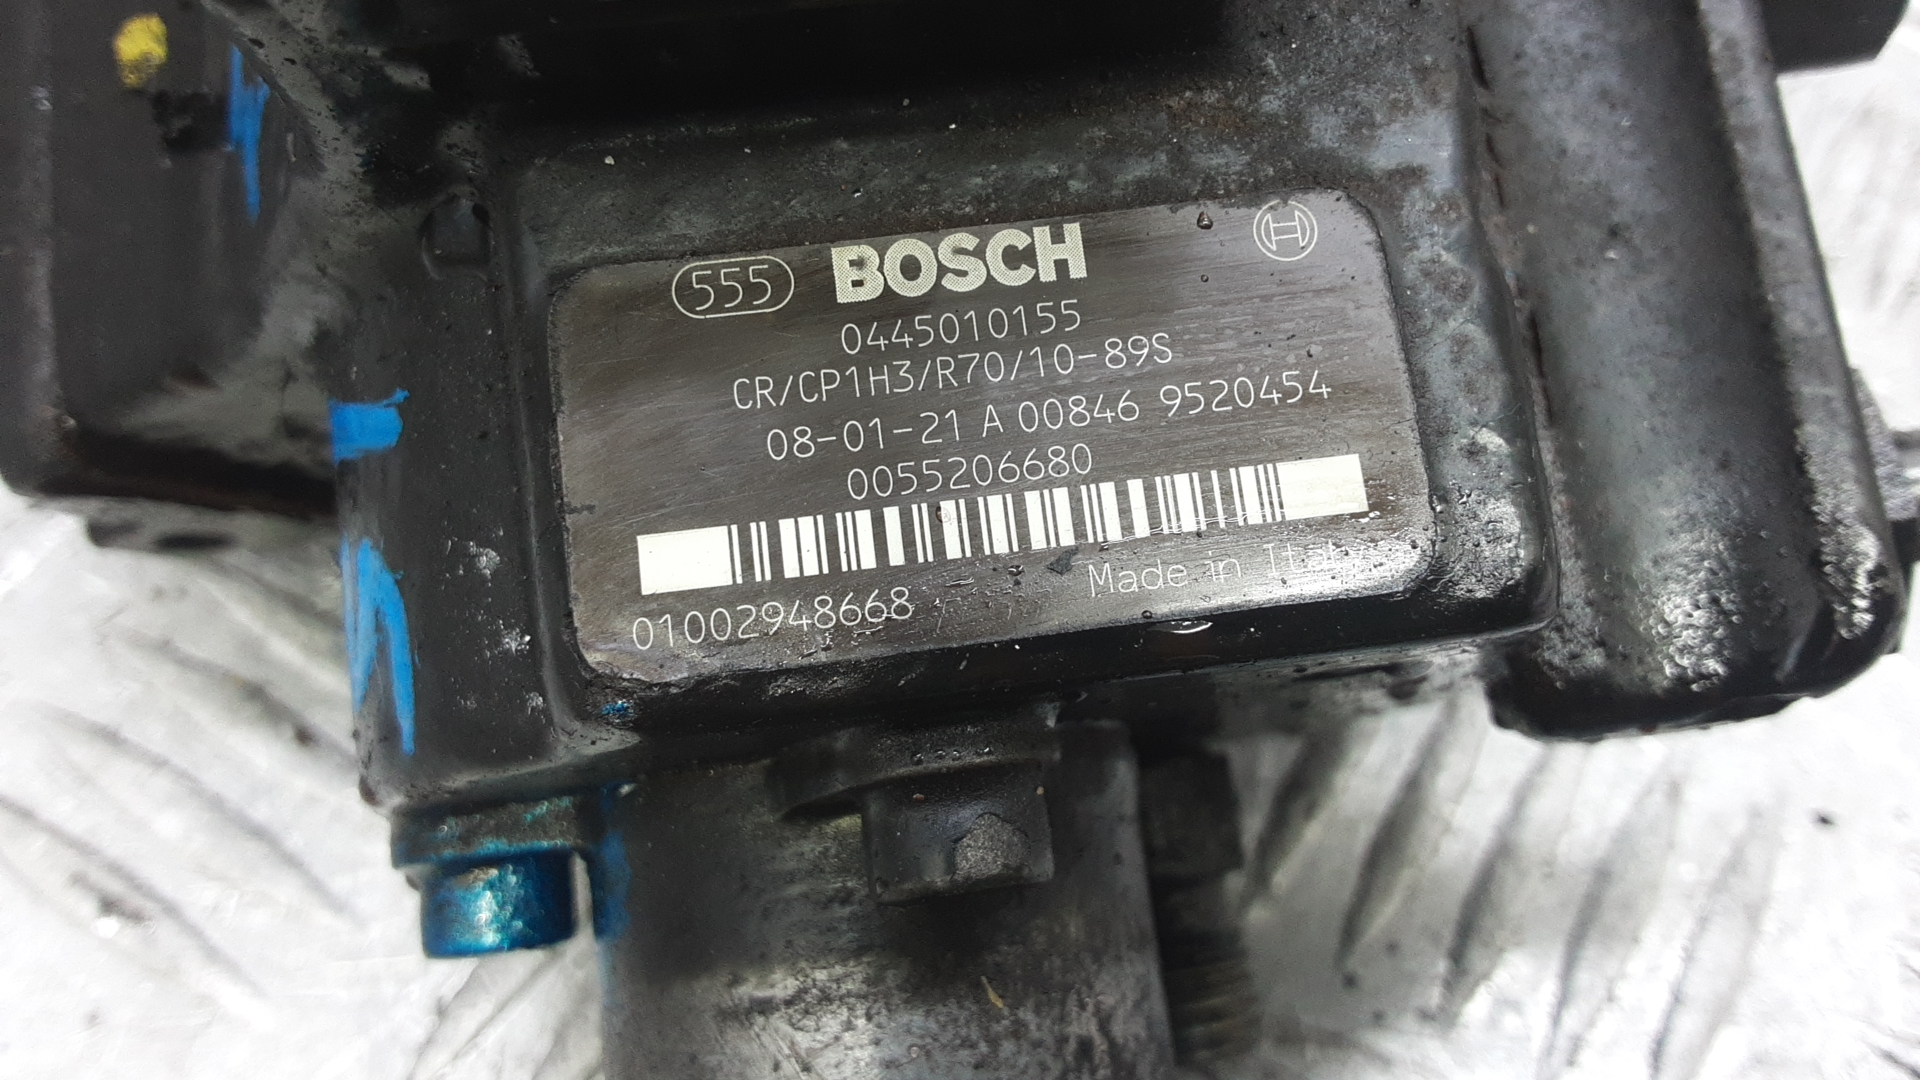 555 BOSCH
0445010155
CR/CP1H3/R70/10-89S
08-01-21 A 00846 9520454
0055206680
01002948668
Made in Italy